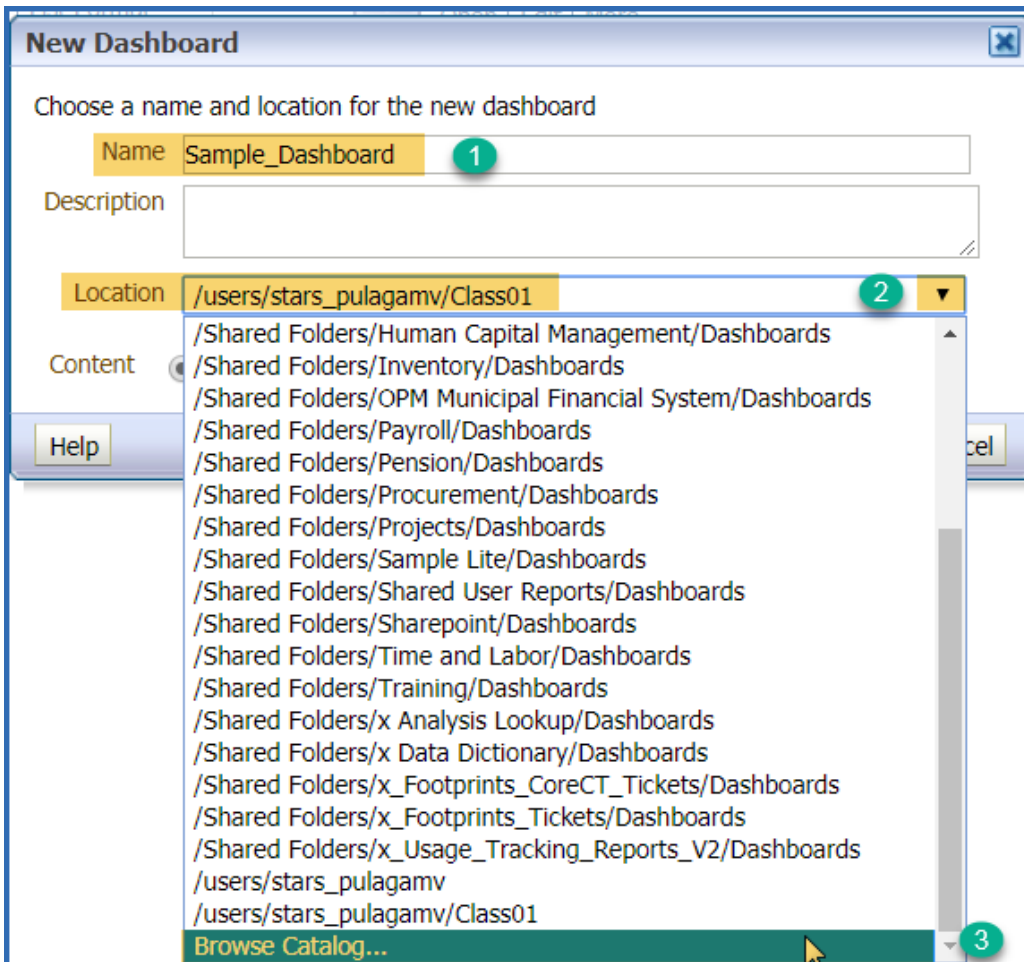 New Dashboard
Choose a name and location for the new dashboard
Name Sample_Dashboard 1
Description
Location /users/stars_pulagamv/Class01 2
/Shared Folders/Human Capital Management/Dashboards
Content /Shared Folders/Inventory/Dashboards
/Shared Folders/OPM Municipal Financial System/Dashboards
/Shared Folders/Payroll/Dashboards
Help /Shared Folders/Pension/Dashboards cel
/Shared Folders/Procurement/Dashboards
/Shared Folders/Projects/Dashboards
/Shared Folders/Sample Lite/Dashboards
/Shared Folders/Shared User Reports/Dashboards
/Shared Folders/Sharepoint/Dashboards
/Shared Folders/Time and Labor/Dashboards
/Shared Folders/Training/Dashboards
/Shared Folders/x Analysis Lookup/Dashboards
/Shared Folders/x Data Dictionary/Dashboards
/Shared Folders/x_Footprints_CoreCT_Tickets/Dashboards
/Shared Folders/x_Footprints_Tickets/Dashboards
/Shared Folders/x_Usage_Tracking_Reports_V2/Dashboards
/users/stars_pulagamv
/users/stars_pulagamv/Class01
Browse Catalog... 3